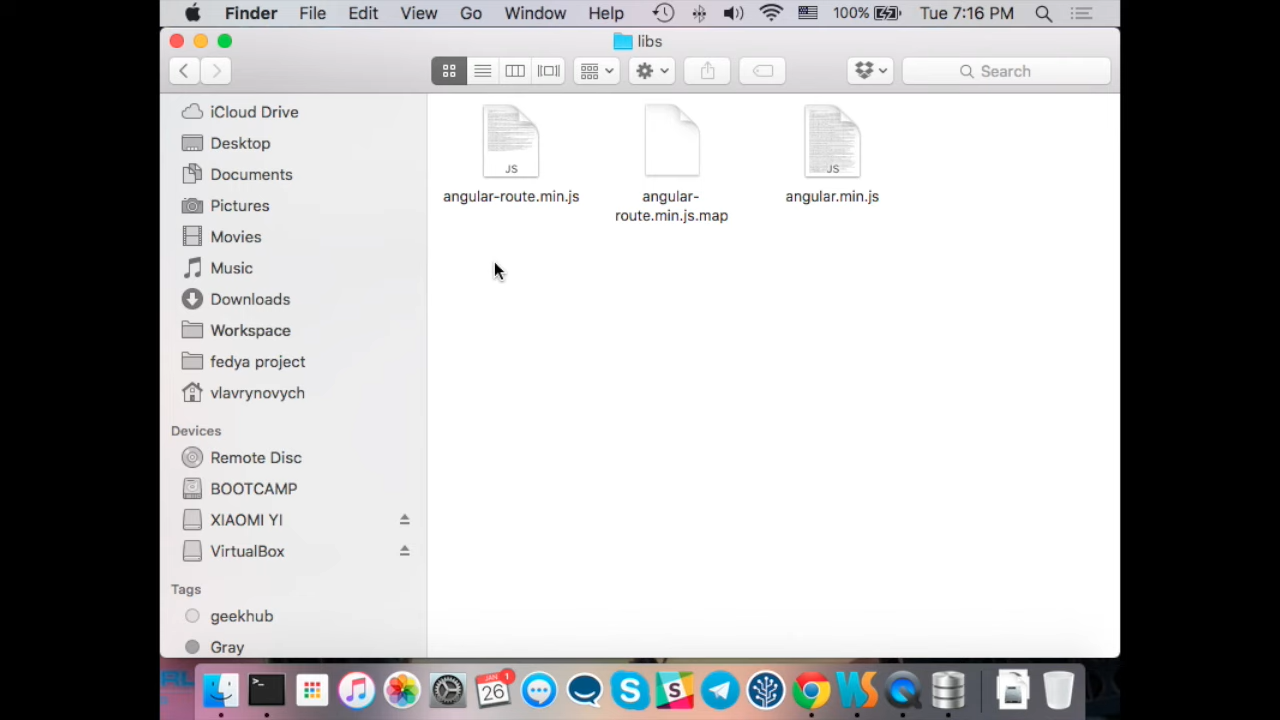 Finder File Edit View Go Window Help 100% Tue 7:16 PM
libs
Search
iCloud Drive
Desktop
Documents
Pictures
Movies
Music
Downloads
Workspace
fedya project
vlavrynovych
Devices
Remote Disc
BOOTCAMP
XIAOMI YI
VirtualBox
Tags
geekhub
Gray
JS
angular-route.min.js
angular-
route.min.js.map
JS
angular.min.js
JAN 1
26